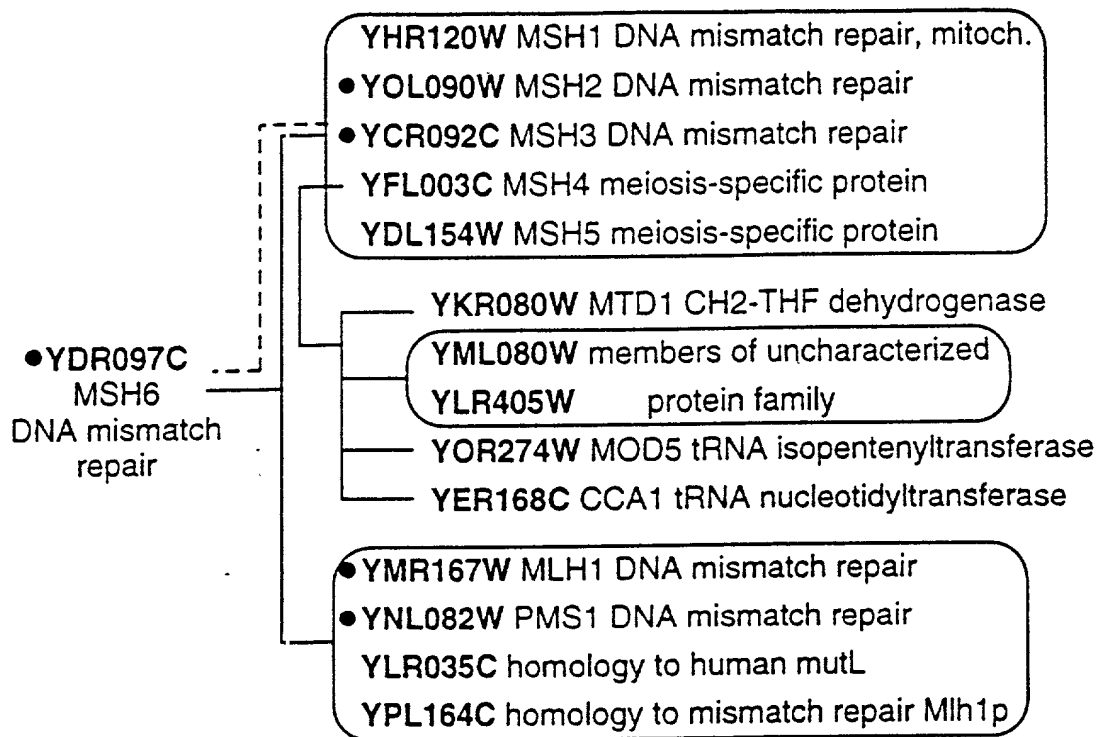 YHR120W MSH1 DNA mismatch repair, mitoch.
●YOL090W MSH2 DNA mismatch repair
●YCR092C MSH3 DNA mismatch repair
YFL003C MSH4 meiosis-specific protein
YDL154W MSH5 meiosis-specific protein
YKR080W MTD1 CH2-THF dehydrogenase
YML080W members of uncharacterized
YLR405W protein family
YOR274W MOD5 tRNA isopentenyltransferase
YER168C CCA1 tRNA nucleotidyltransferase
●YDR097C
MSH6
DNA mismatch
repair
●YMR167W MLH1 DNA mismatch repair
●YNL082W PMS1 DNA mismatch repair
YLR035C homology to human mutL
YPL164C homology to mismatch repair Mlh1p